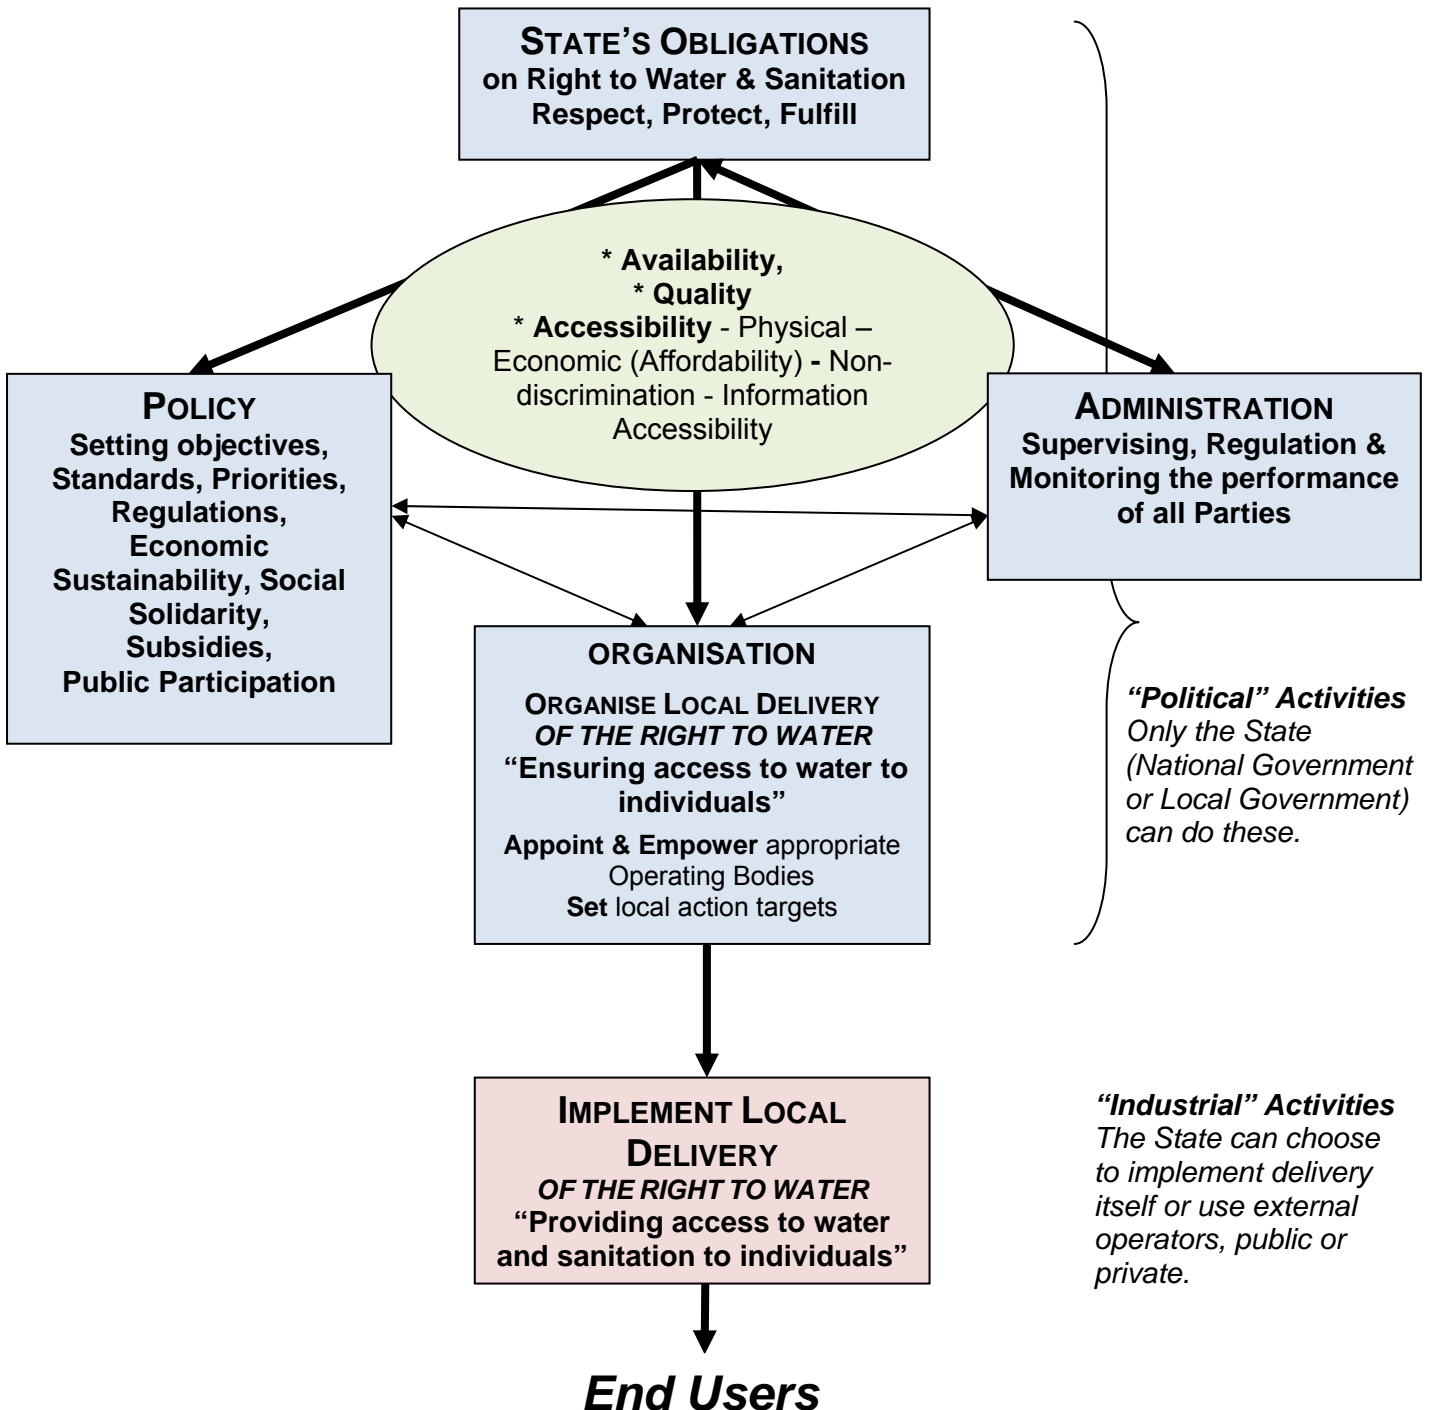 STATE’S OBLIGATIONS
on Right to Water & Sanitation
Respect, Protect, Fulfill
* Availability,
* Quality
* Accessibility - Physical –
Economic (Affordability) - Non-
discrimination - Information
Accessibility
POLICY
Setting objectives,
Standards, Priorities,
Regulations,
Economic
Sustainability, Social
Solidarity,
Subsidies,
Public Participation
ADMINISTRATION
Supervising, Regulation &
Monitoring the performance
of all Parties
ORGANISATION
ORGANISE LOCAL DELIVERY
OF THE RIGHT TO WATER
“Ensuring access to water to
individuals”
Appoint & Empower appropriate
Operating Bodies
Set local action targets
“Political” Activities
Only the State
(National Government
or Local Government)
can do these.
IMPLEMENT LOCAL
DELIVERY
OF THE RIGHT TO WATER
“Providing access to water
and sanitation to individuals”
“Industrial” Activities
The State can choose
to implement delivery
itself or use external
operators, public or
private.
End Users